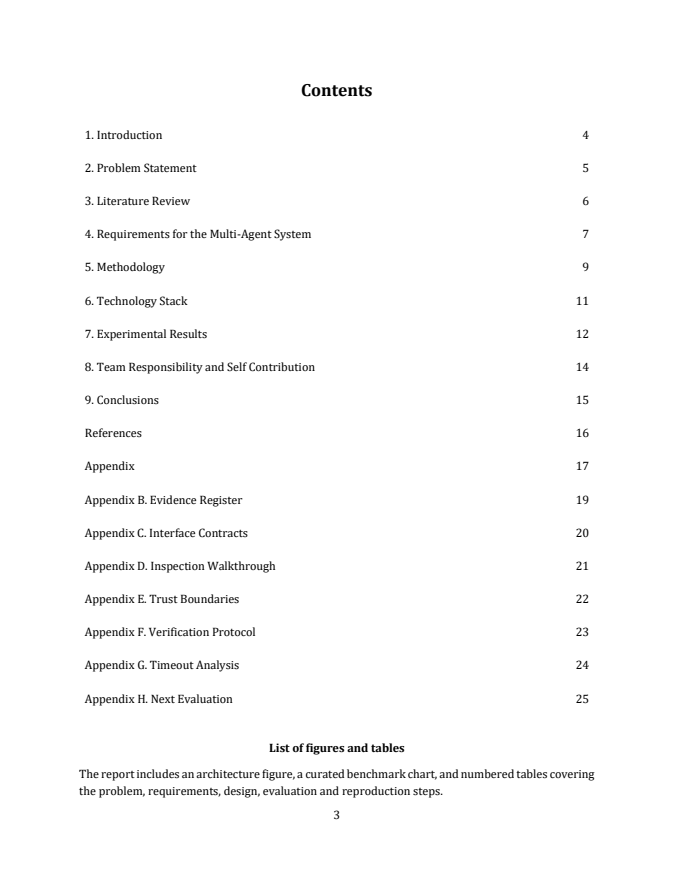 Contents
1. Introduction 4
2. Problem Statement 5
3. Literature Review 6
4. Requirements for the Multi-Agent System 7
5. Methodology 9
6. Technology Stack 11
7. Experimental Results 12
8. Team Responsibility and Self Contribution 14
9. Conclusions 15
References 16
Appendix 17
Appendix B. Evidence Register 19
Appendix C. Interface Contracts 20
Appendix D. Inspection Walkthrough 21
Appendix E. Trust Boundaries 22
Appendix F. Verification Protocol 23
Appendix G. Timeout Analysis 24
Appendix H. Next Evaluation 25
List of figures and tables
The report includes an architecture figure, a curated benchmark chart, and numbered tables covering
the problem, requirements, design, evaluation and reproduction steps.
3